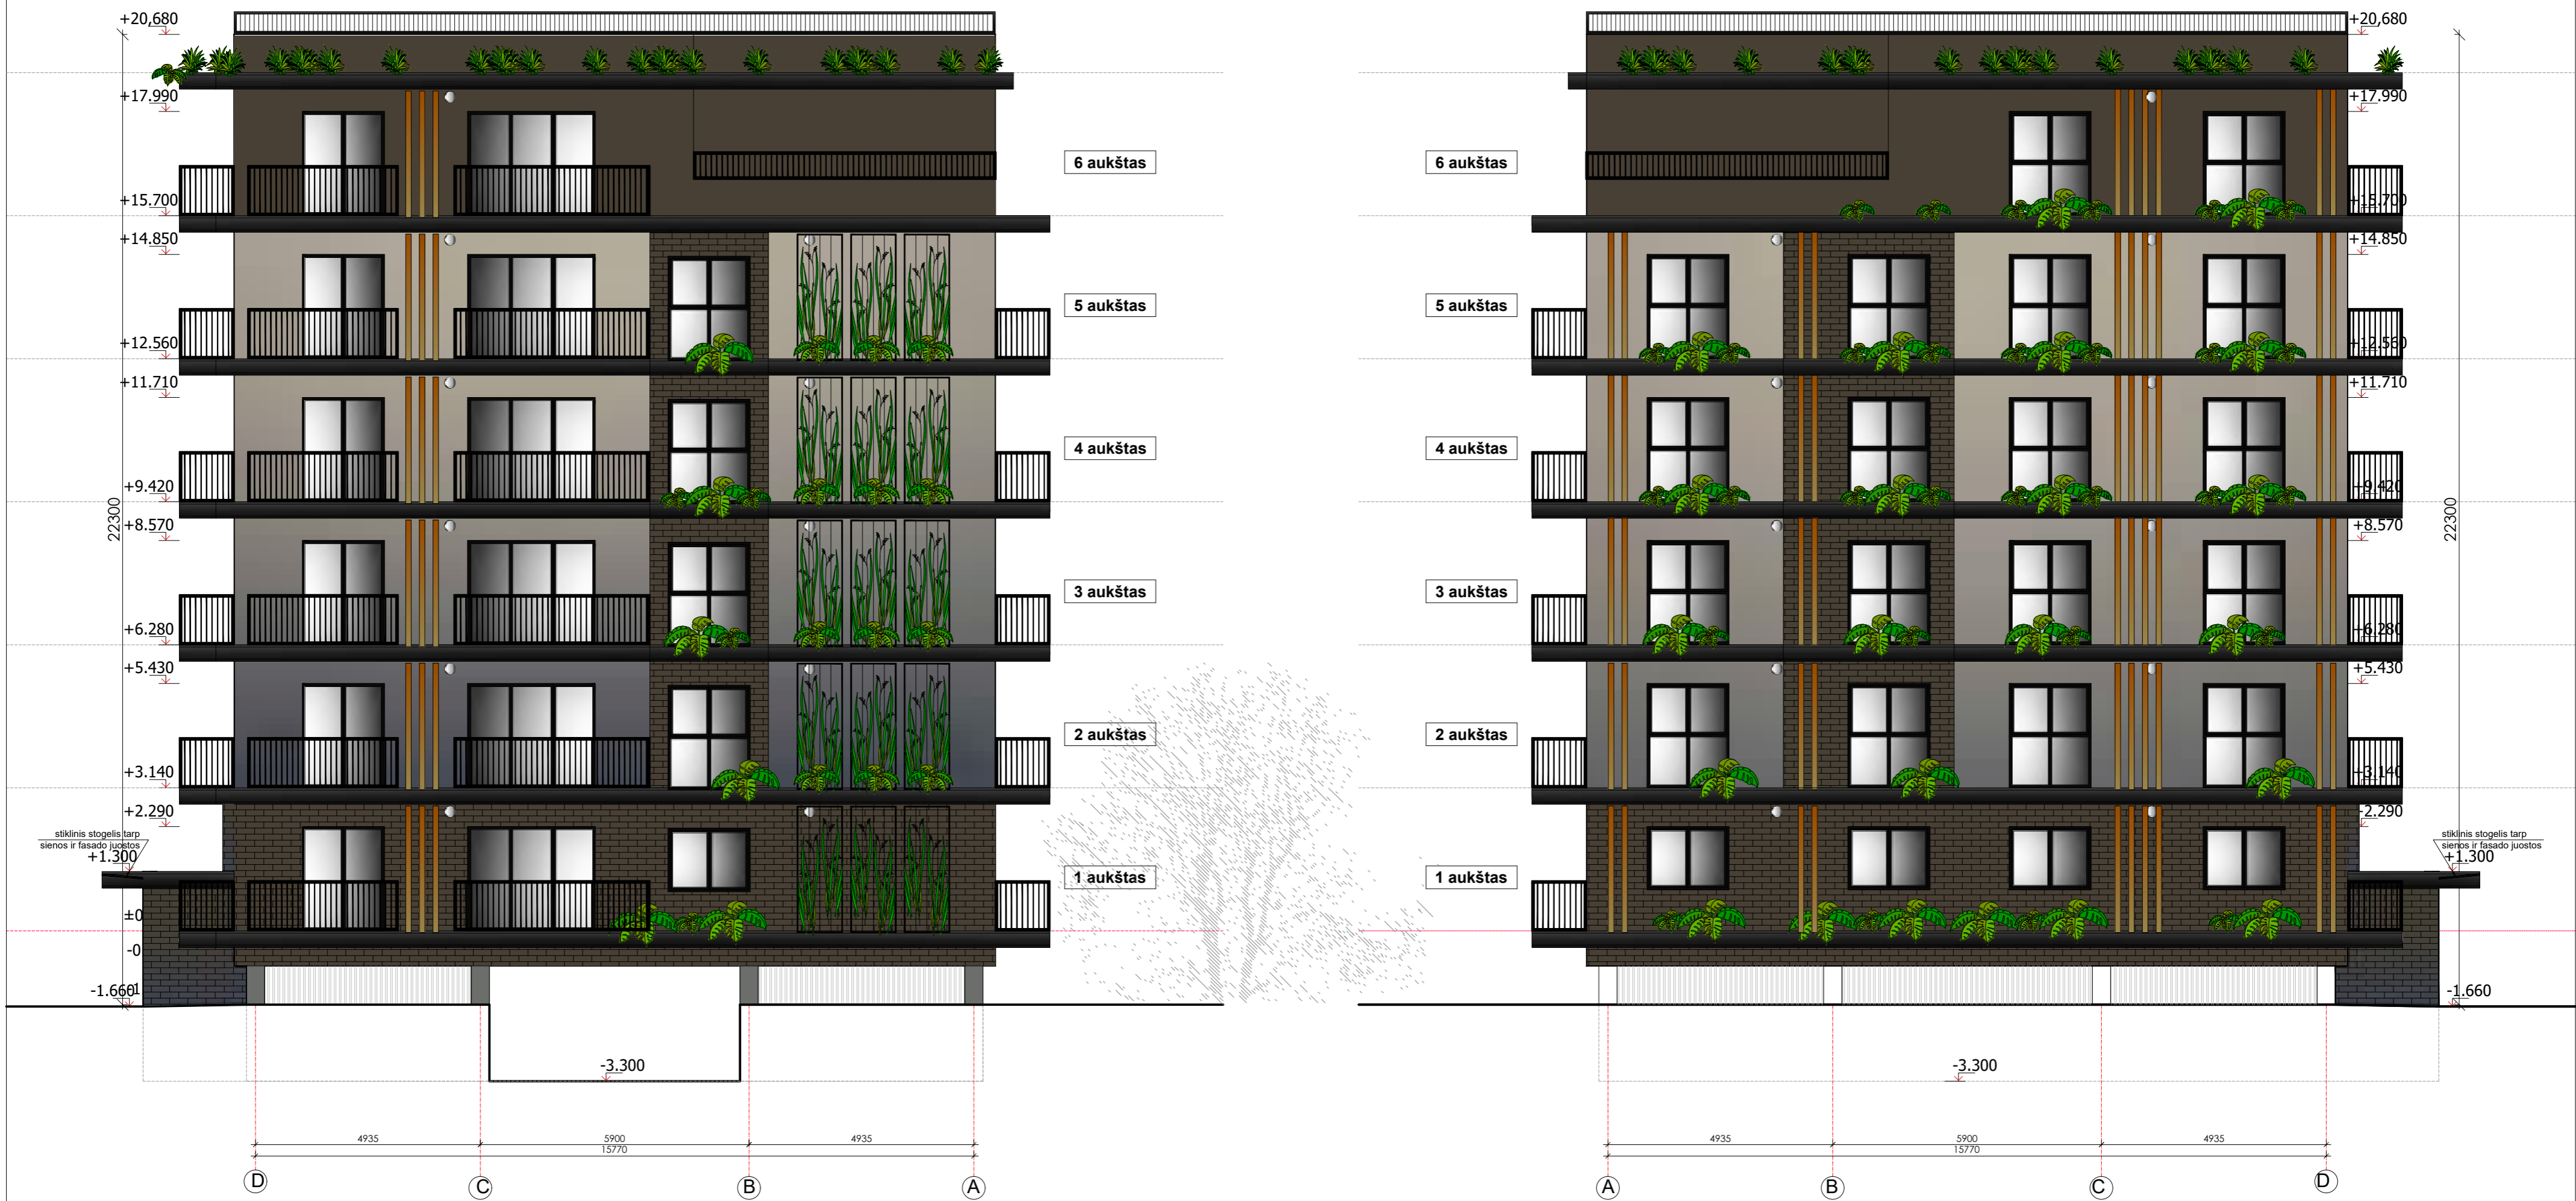 +20,680
+17.990
6 aukštas
+15.700
+14.850
5 aukštas
+12.560
+11.710
4 aukštas
+9.420
22300
+8.570
3 aukštas
+6.280
+5.430
2 aukštas
+3.140
+2.290
stiklinis stogelis tarp
sienos ir fasado juostos
+1.300
1 aukštas
±0
-0
-1.660
-3.300
4935
5900
4935
15770
D
C
B
A
+20,680
+17.990
6 aukštas
+15.700
+14.850
5 aukštas
+12.560
+11.710
4 aukštas
+9.420
22300
+8.570
3 aukštas
+6.280
+5.430
2 aukštas
+3.140
2.290
stiklinis stogelis tarp
sienos ir fasado juostos
+1.300
1 aukštas
-1.660
-3.300
4935
5900
4935
15770
A
B
C
D